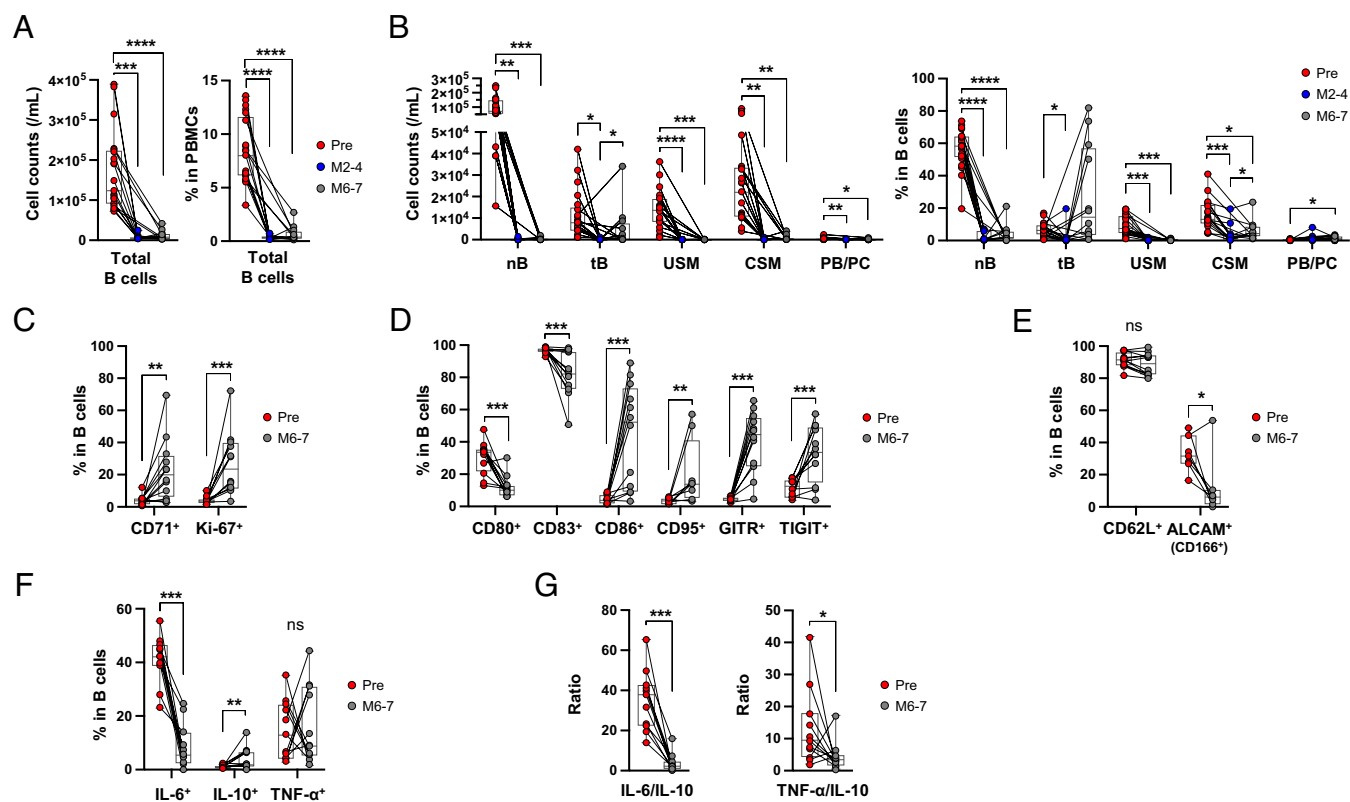 A
Cell counts (/mL)
4×10⁵
3×10⁵
2×10⁵
1×10⁵
0
****
***
Total
B cells
% in PBMCs
15
10
5
0
****
****
Total
B cells
Pre
M2-4
M6-7
B
Cell counts (/mL)
3×10⁵
2×10⁵
1×10⁵
5×10⁴
4×10⁴
3×10⁴
2×10⁴
1×10⁴
0
***
**
*
*
***
****
**
**
*
**
nB tB USM CSM PB/PC
% in B cells
100
80
60
40
20
0
****
****
*
***
***
*
***
*
*
nB tB USM CSM PB/PC
Pre
M2-4
M6-7
C
% in B cells
100
80
60
40
20
0
** ***
CD71⁺ Ki-67⁺
Pre
M6-7
D
% in B cells
100
80
60
40
20
0
*** *** *** ** *** ***
CD80⁺ CD83⁺ CD86⁺ CD95⁺ GITR⁺ TIGIT⁺
Pre
M6-7
E
% in B cells
100
80
60
40
20
0
ns
*
CD62L⁺ ALCAM⁺
(CD166⁺)
Pre
M6-7
F
% in B cells
60
40
20
0
*** ** ns
IL-6⁺ IL-10⁺ TNF-α⁺
Pre
M6-7
G
Ratio
80
60
40
20
0
***
IL-6/IL-10
Ratio
50
40
30
20
10
0
*
TNF-α/IL-10
Pre
M6-7